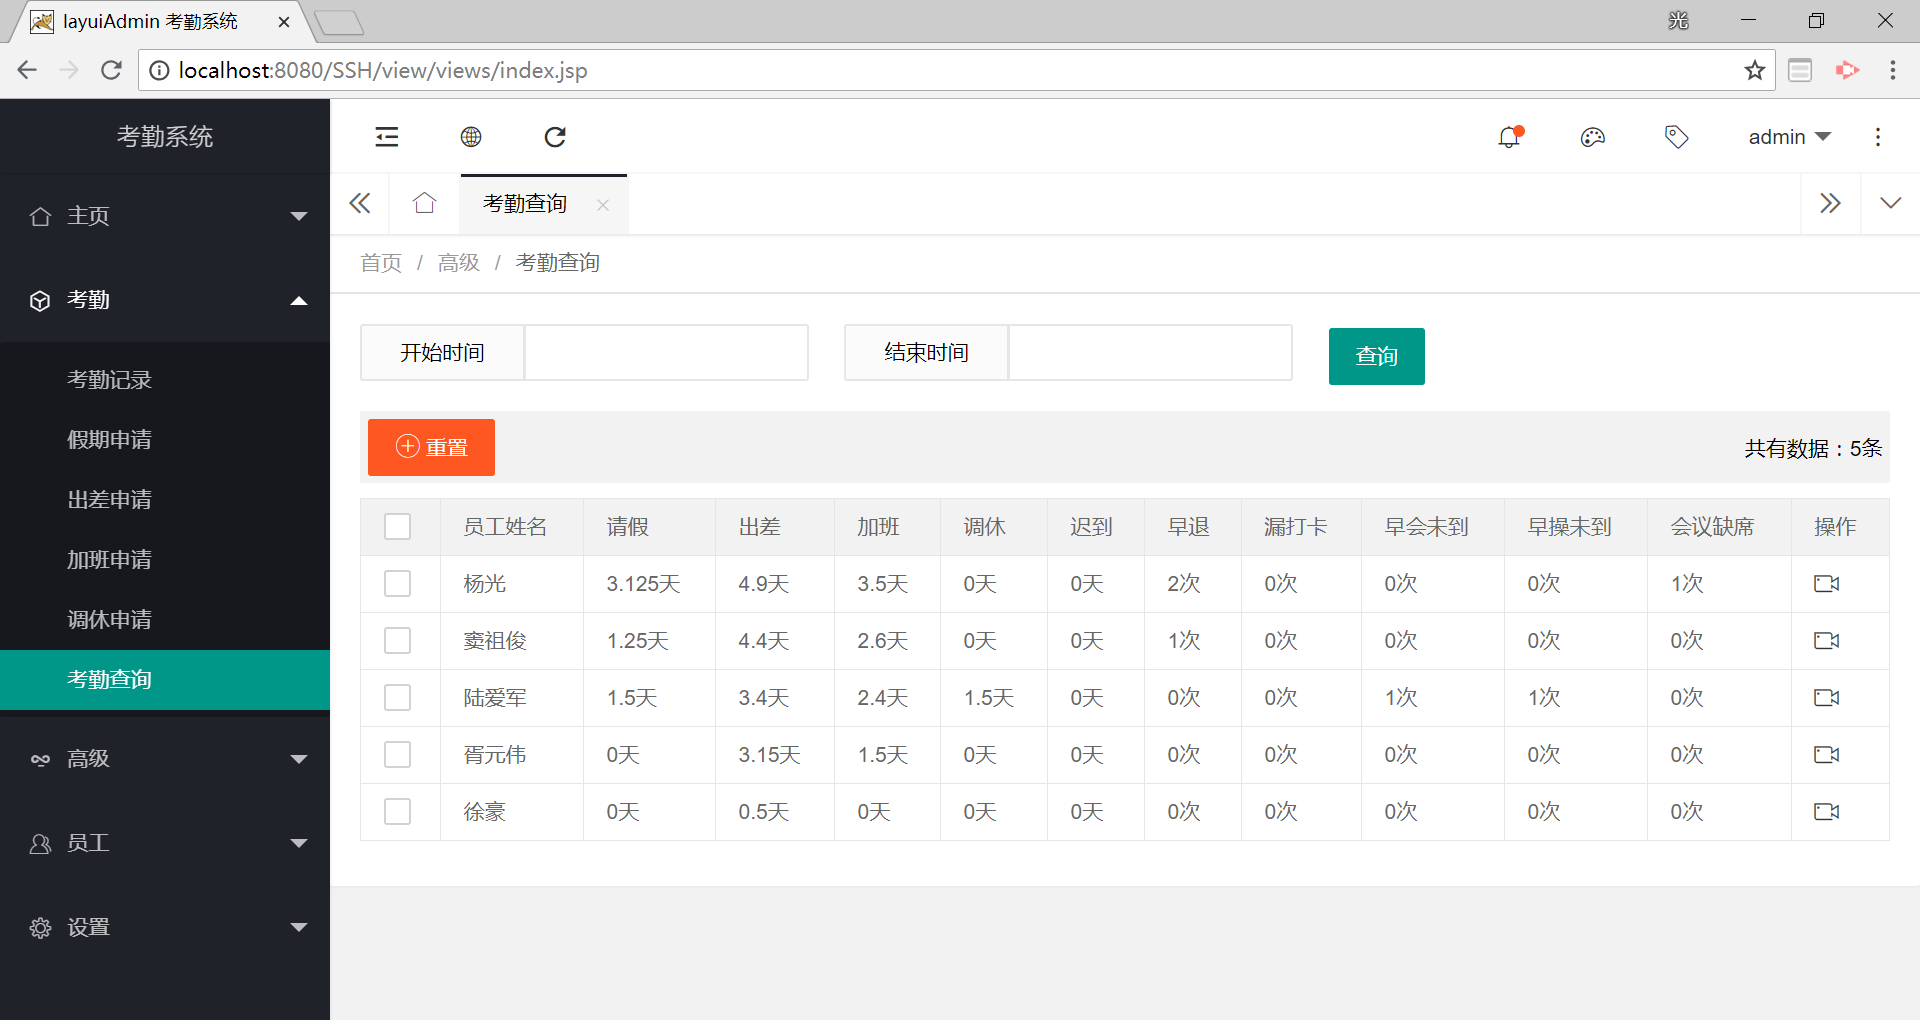 layuiAdmin 考勤系统
光
localhost:8080/SSH/view/views/index.jsp
考勤系统
admin
主页
考勤
考勤记录
假期申请
出差申请
加班申请
调休申请
考勤查询
高级
员工
设置
考勤查询
首页 / 高级 / 考勤查询
开始时间
结束时间
查询
重置
共有数据：5条
员工姓名 请假 出差 加班 调休 迟到 早退 漏打卡 早会未到 早操未到 会议缺席 操作
杨光 3.125天 4.9天 3.5天 0天 0天 2次 0次 0次 0次 1次
窦祖俊 1.25天 4.4天 2.6天 0天 0天 1次 0次 0次 0次 0次
陆爱军 1.5天 3.4天 2.4天 1.5天 0天 0次 0次 1次 1次 0次
胥元伟 0天 3.15天 1.5天 0天 0天 0次 0次 0次 0次 0次
徐豪 0天 0.5天 0天 0天 0天 0次 0次 0次 0次 0次